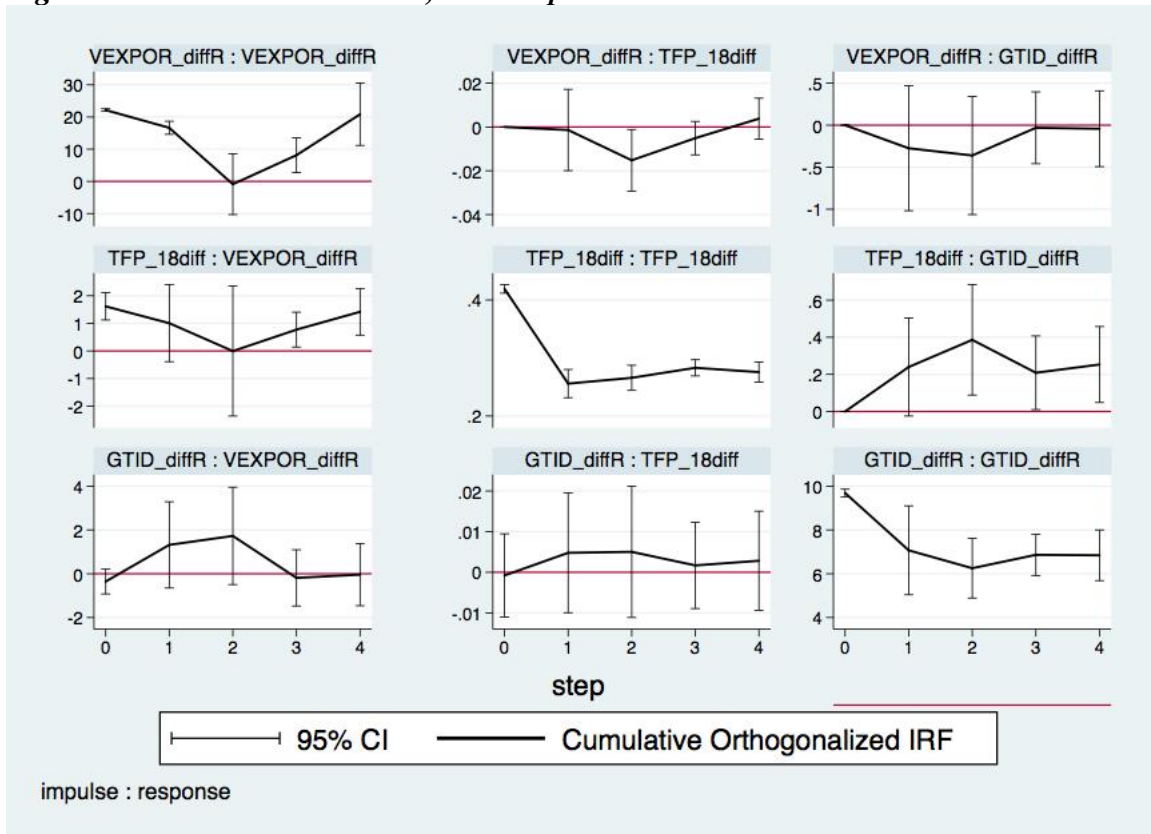 VEXPOR_diffR : VEXPOR_diffR
30
20
10
0
-10
VEXPOR_diffR : TFP_18diff
.02
0
-.02
-.04
VEXPOR_diffR : GTID_diffR
.5
0
-.5
-1
TFP_18diff : VEXPOR_diffR
2
1
0
-1
-2
TFP_18diff : TFP_18diff
.4
.2
TFP_18diff : GTID_diffR
.6
.4
.2
0
GTID_diffR : VEXPOR_diffR
4
2
0
-2
0 1 2 3 4
GTID_diffR : TFP_18diff
.02
.01
0
-.01
0 1 2 3 4
GTID_diffR : GTID_diffR
10
8
6
4
0 1 2 3 4
step
95% CI Cumulative Orthogonalized IRF
impulse : response